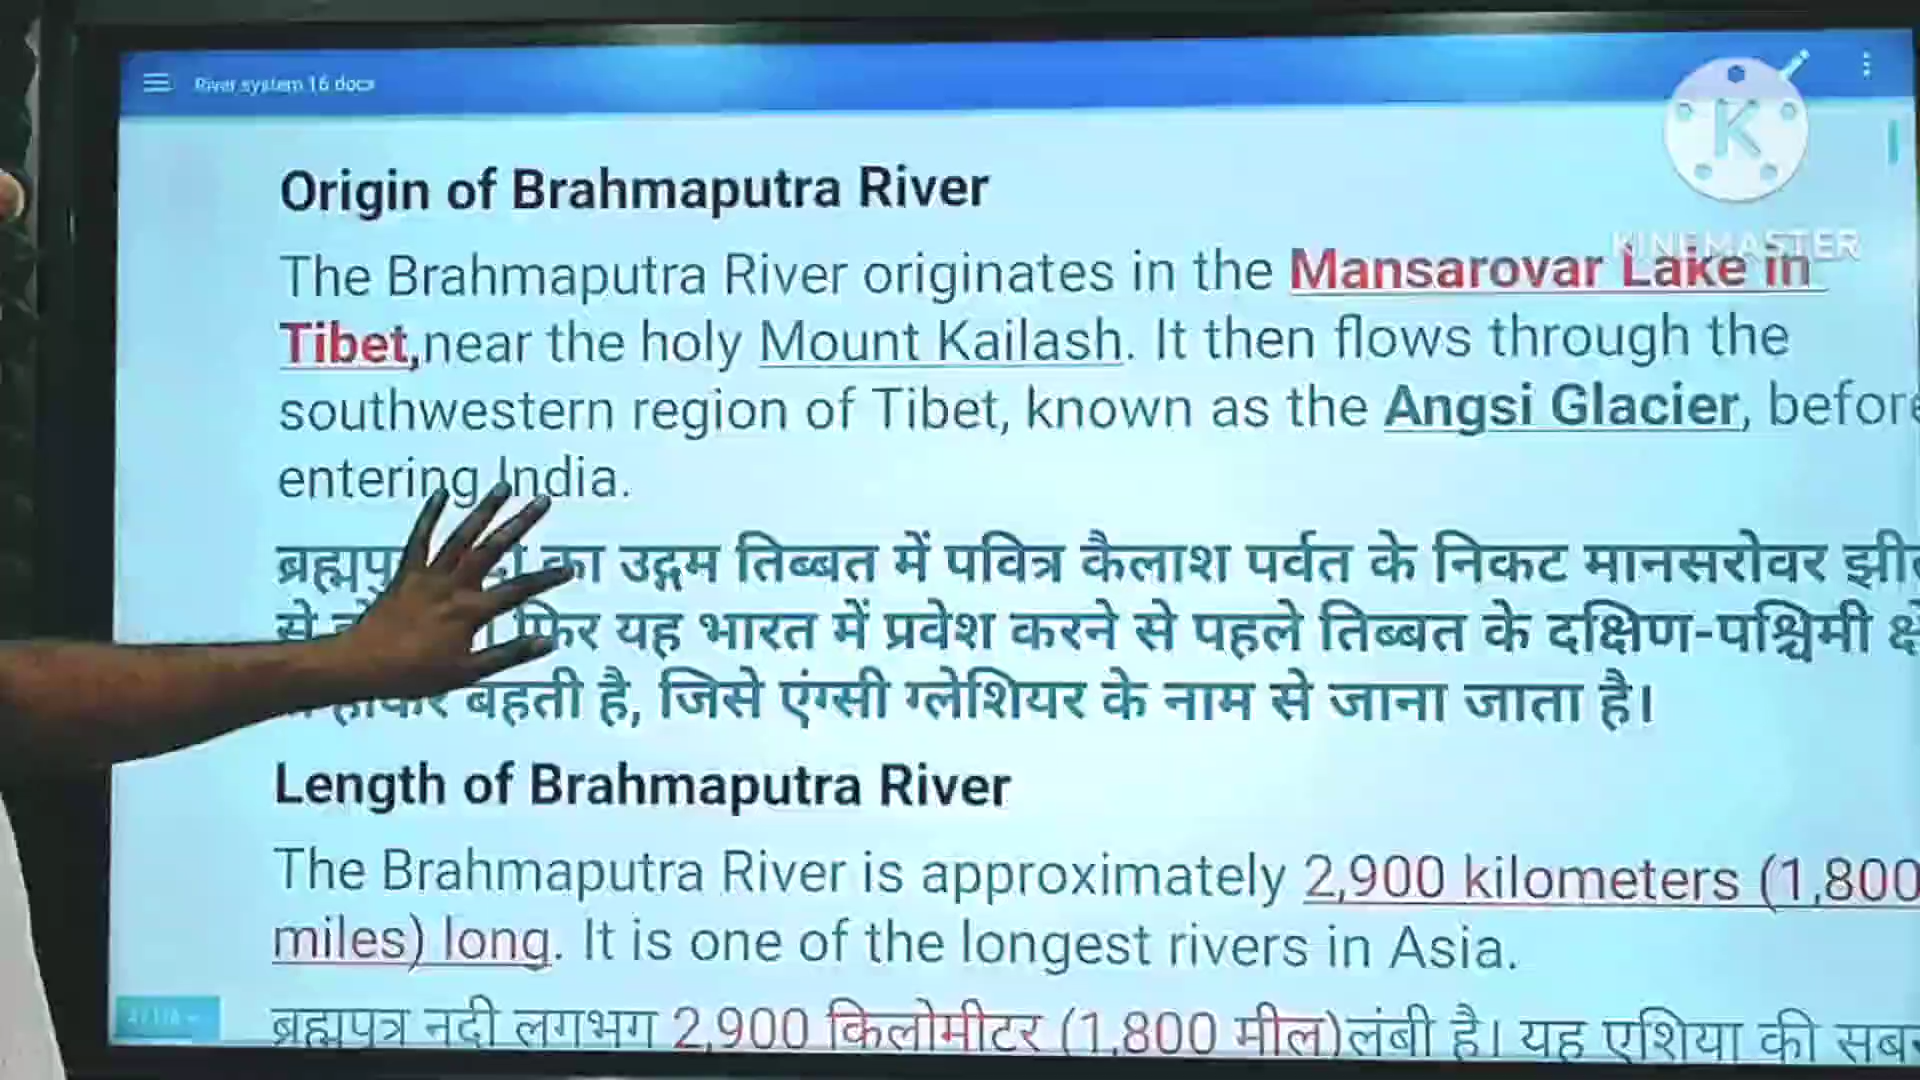 River system 16 docx
K
KINEMASTER
Origin of Brahmaputra River
The Brahmaputra River originates in the Mansarovar Lake in
Tibet,near the holy Mount Kailash. It then flows through the
southwestern region of Tibet, known as the Angsi Glacier, before
entering India.
का उद्गम तिब्बत में पवित्र कैलाश पर्वत के निकट मानसरोवर
से फिर यह भारत में प्रवेश करने से पहले तिब्बत के दक्षिण-पश्चिमी
बहती है, जिसे एंग्सी ग्लेशियर के नाम से जाना जाता है।
Length of Brahmaputra River
The Brahmaputra River is approximately 2,900 kilometers (1,800
miles) long. It is one of the longest rivers in Asia.
ब्रह्मपुत्र नदी लगभग 2,900 किलोमीटर (1,800 मील)लंबी है। यह एशिया की